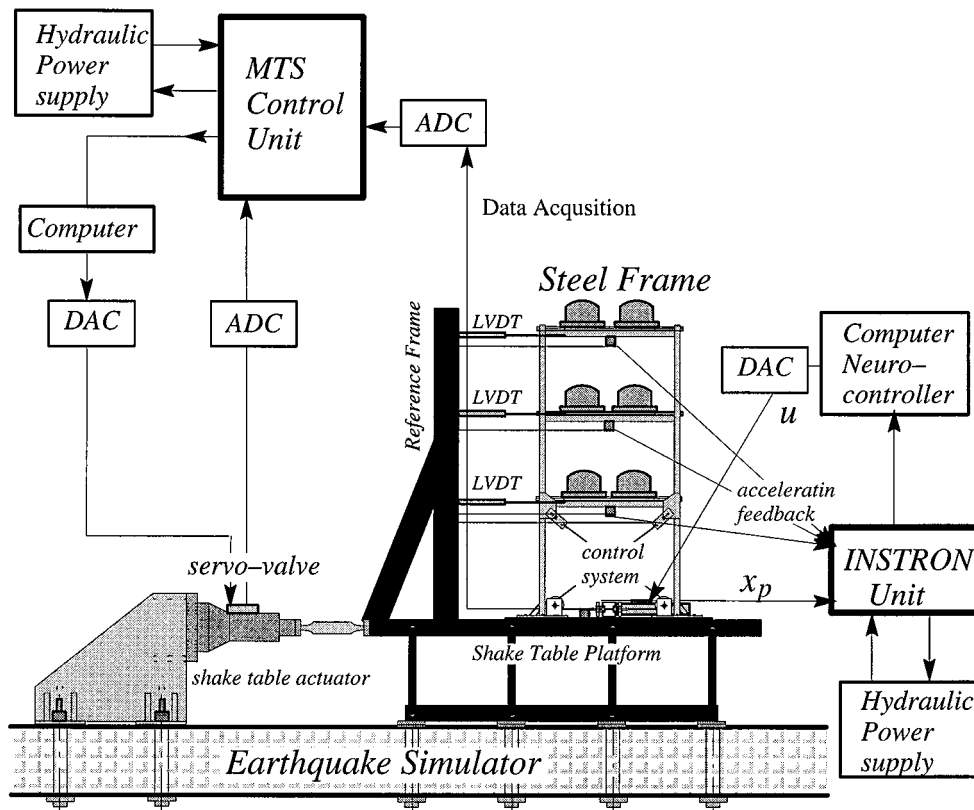 Hydraulic
Power
supply
MTS
Control
Unit
ADC
Computer
Data Acqusition
DAC
ADC
Steel Frame
Reference Frame
LVDT
LVDT
LVDT
DAC
u
Computer
Neuro–
controller
acceleratin
feedback
control
system
x_p
INSTRON
Unit
servo–valve
shake table actuator
Shake Table Platform
Hydraulic
Power
supply
Earthquake Simulator